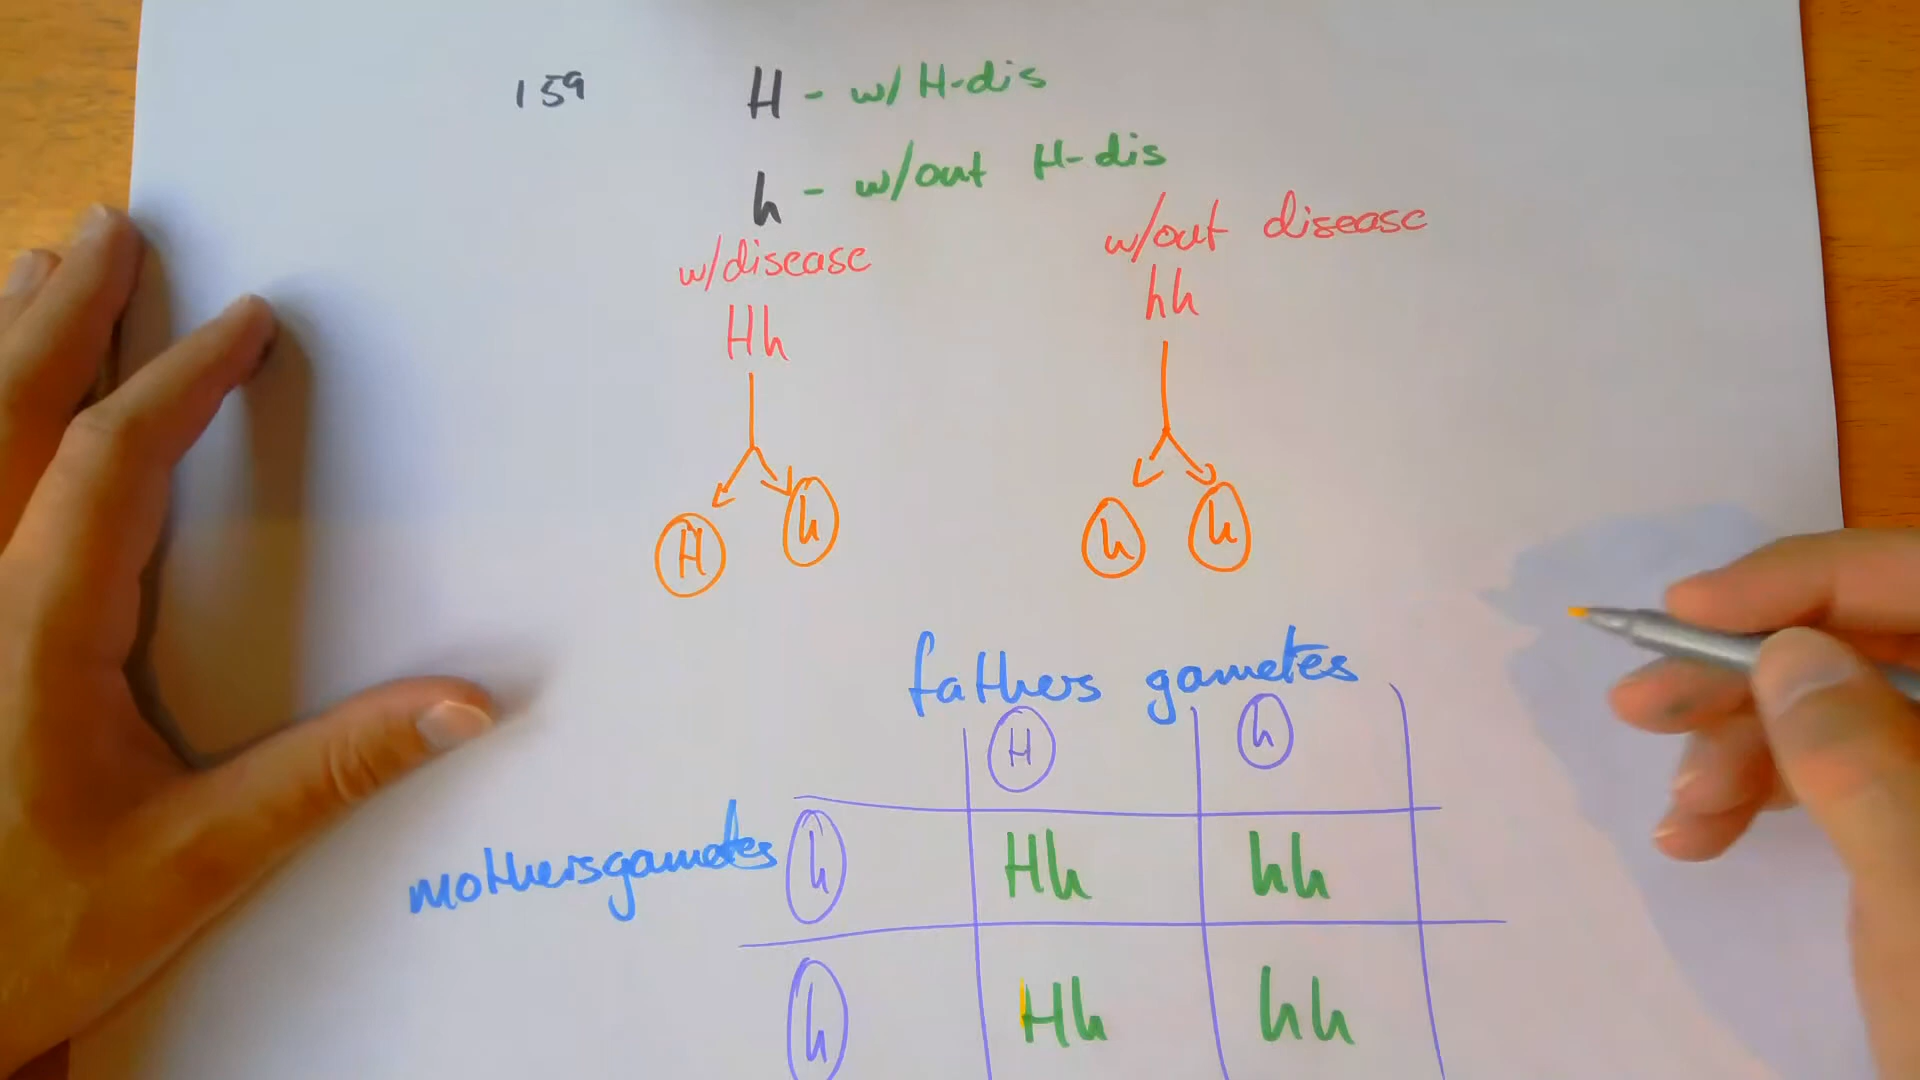 159
H - w/ H-dis
h - w/out H-dis
w/disease
w/out disease
Hh
hh
H h
h h
fathers gametes
H h
mothersgametes h Hh hh
h Hh hh